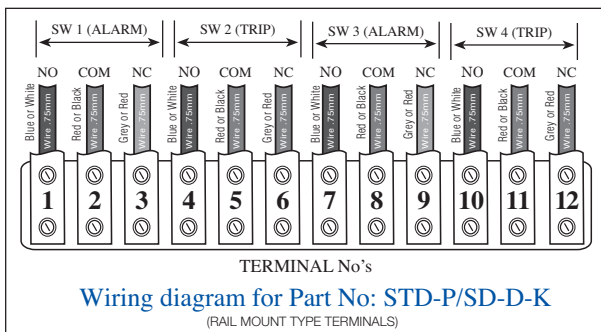 SW 1 (ALARM) SW 2 (TRIP) SW 3 (ALARM) SW 4 (TRIP)
NO COM NC NO COM NC NO COM NC NO COM NC
Blue or White
Wire .75mm
Red or Black
Wire .75mm
Grey or Red
Wire .75mm
Blue or White
Wire .75mm
Red or Black
Wire .75mm
Grey or Red
Wire .75mm
Blue or White
Wire .75mm
Red or Black
Wire .75mm
Grey or Red
Wire .75mm
Blue or White
Wire .75mm
Red or Black
Wire .75mm
Grey or Red
Wire .75mm
1 2 3 4 5 6 7 8 9 10 11 12
TERMINAL No's
Wiring diagram for Part No: STD-P/SD-D-K
(RAIL MOUNT TYPE TERMINALS)